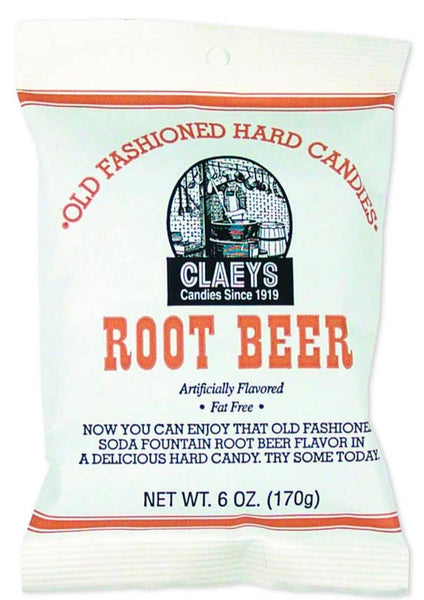 •OLD FASHIONED HARD CANDIES•
CLAEYS
Candies Since 1919
ROOT BEER
Artificially Flavored
• Fat Free •
NOW YOU CAN ENJOY THAT OLD FASHIONE
SODA FOUNTAIN ROOT BEER FLAVOR IN
A DELICIOUS HARD CANDY. TRY SOME TODAY.
NET WT. 6 OZ. (170g)